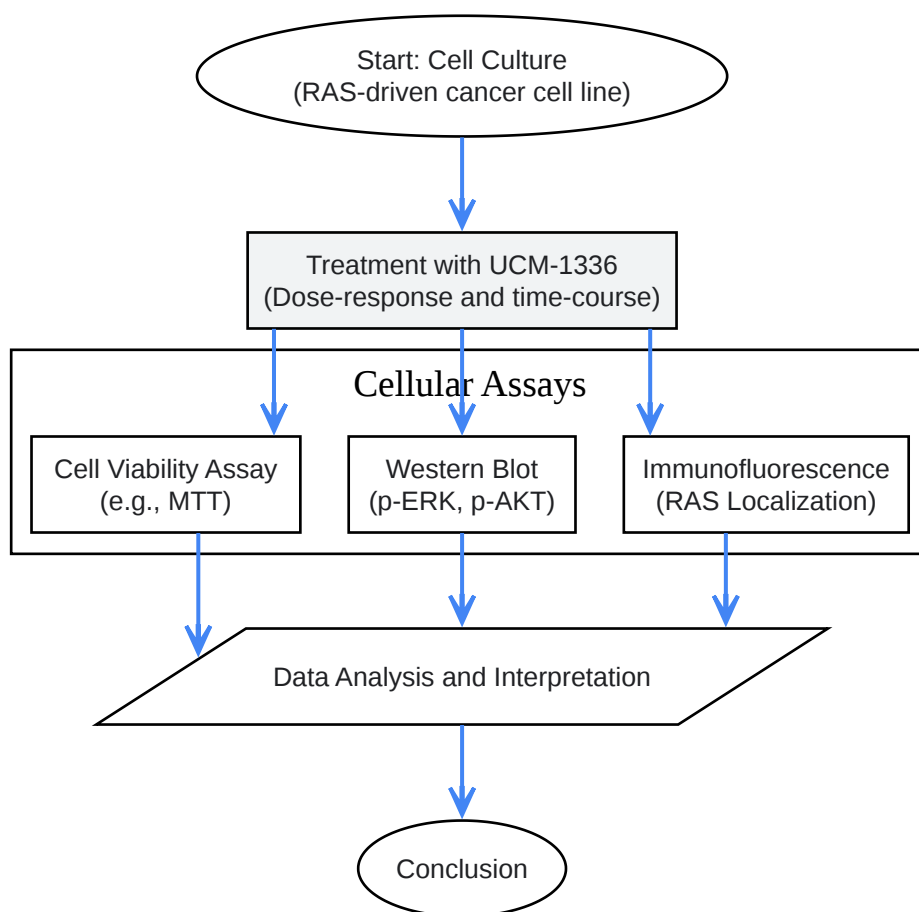 Start: Cell Culture
(RAS-driven cancer cell line)
Treatment with UCM-1336
(Dose-response and time-course)
Cellular Assays
Cell Viability Assay
(e.g., MTT)
Western Blot
(p-ERK, p-AKT)
Immunofluorescence
(RAS Localization)
Data Analysis and Interpretation
Conclusion